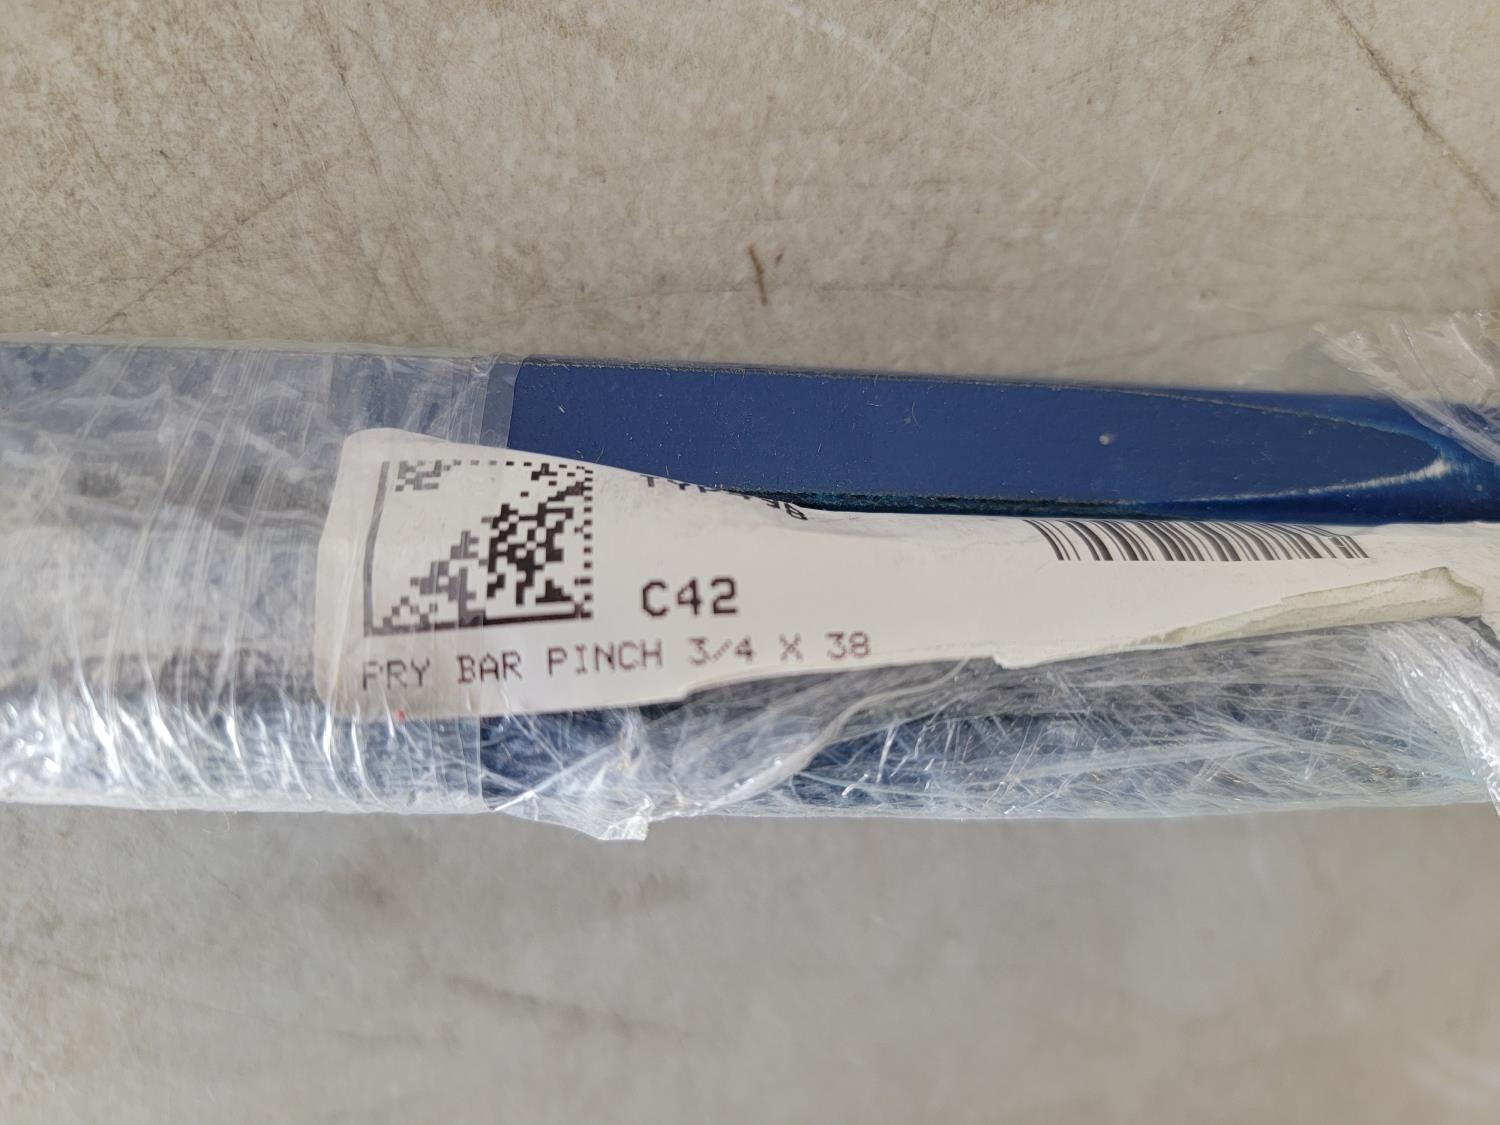 C42
PRY BAR PINCH 3/4 X 38